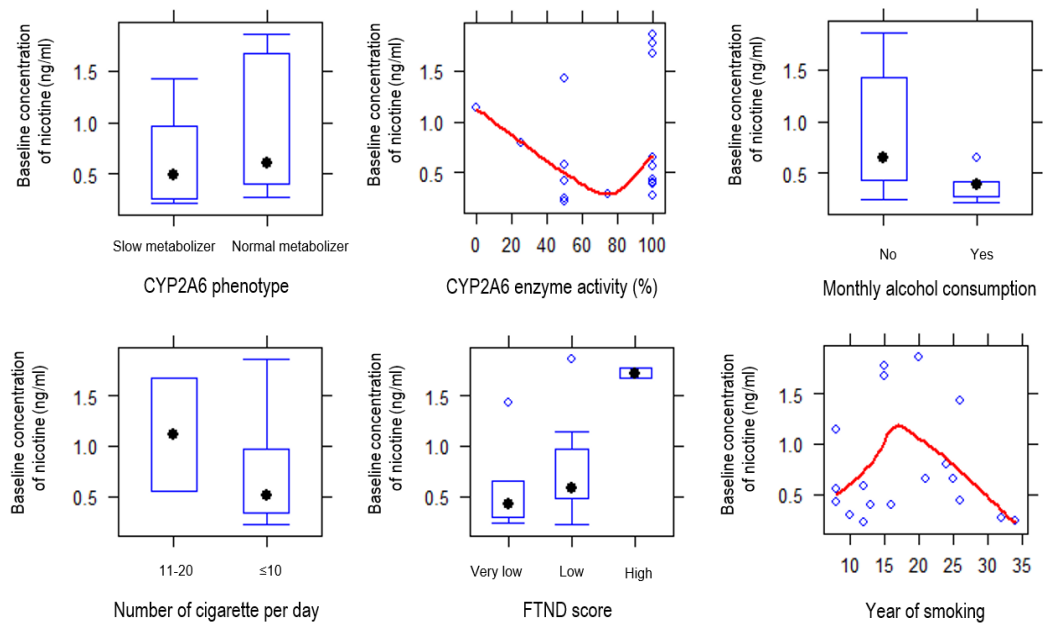 Baseline concentration
of nicotine (ng/ml)
1.5
1.0
0.5
Slow metabolizer Normal metabolizer
CYP2A6 phenotype
Baseline concentration
of nicotine (ng/ml)
1.5
1.0
0.5
0 20 40 60 80 100
CYP2A6 enzyme activity (%)
Baseline concentration
of nicotine (ng/ml)
1.5
1.0
0.5
No Yes
Monthly alcohol consumption
Baseline concentration
of nicotine (ng/ml)
1.5
1.0
0.5
11-20 ≤10
Number of cigarette per day
Baseline concentration
of nicotine (ng/ml)
1.5
1.0
0.5
Very low Low High
FTND score
Baseline concentration
of nicotine (ng/ml)
1.5
1.0
0.5
10 15 20 25 30 35
Year of smoking